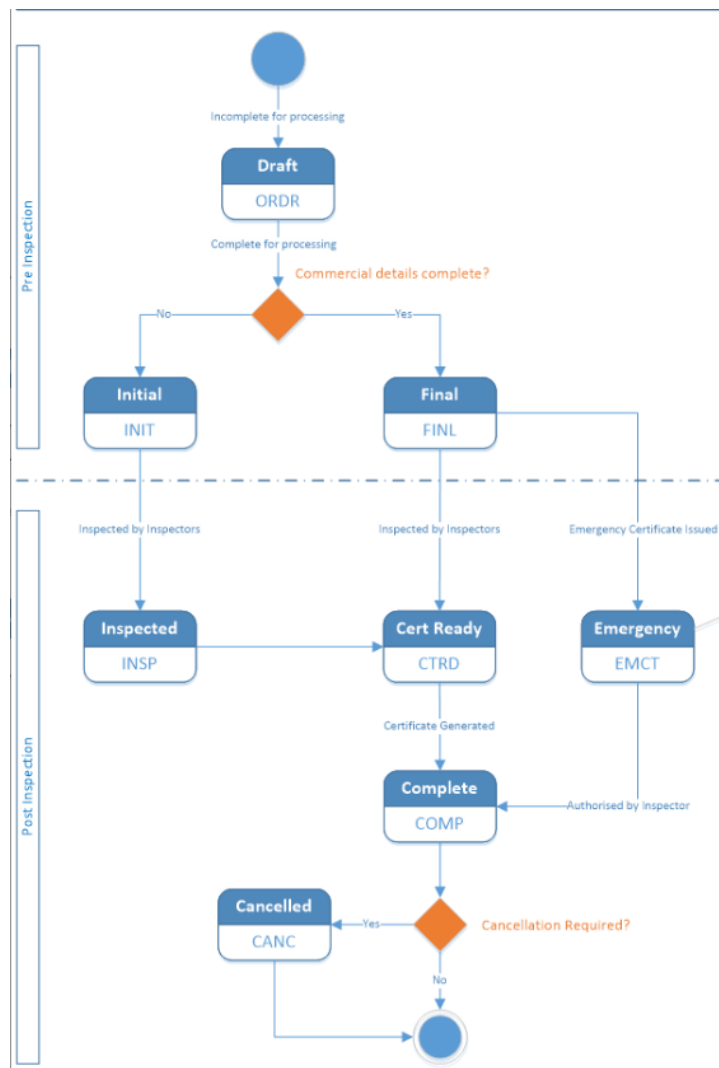 Pre Inspection
Incomplete for processing
Draft
ORDR
Complete for processing
Commercial details complete?
No
Yes
Initial
INIT
Final
FINL
Post Inspection
Inspected by Inspectors
Inspected by Inspectors
Emergency Certificate Issued
Inspected
INSP
Cert Ready
CTRD
Emergency
EMCT
Certificate Generated
Complete
COMP
Authorised by Inspector
Cancelled
CANC
Yes
Cancellation Required?
No